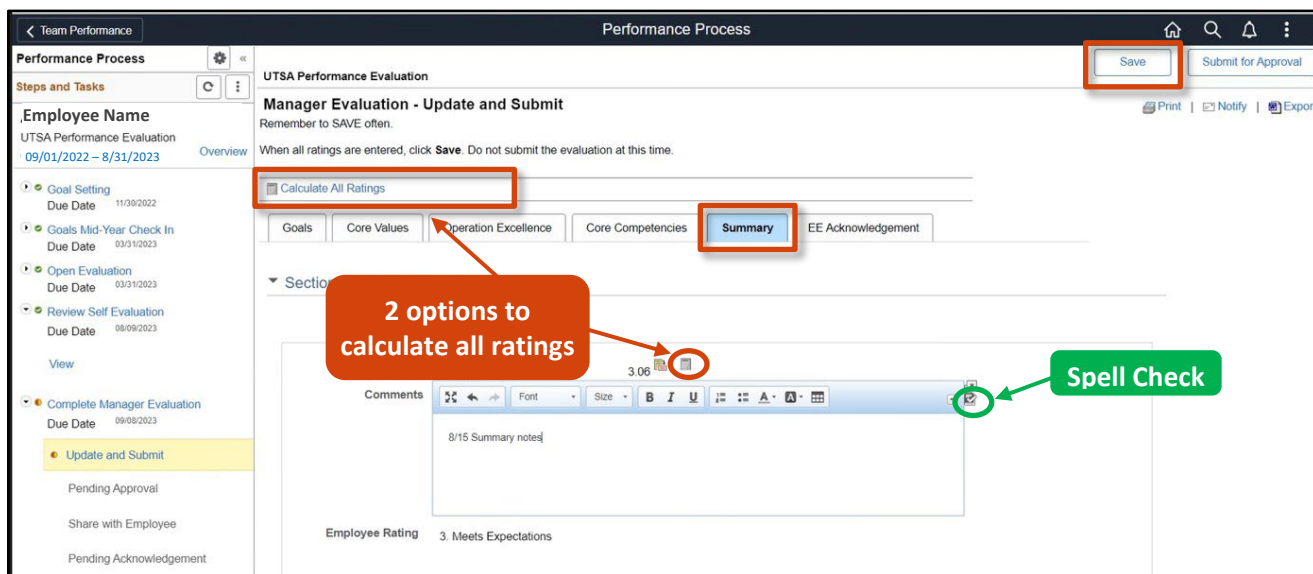 Team Performance
Performance Process
Performance Process
«
Save
Submit for Approval
Steps and Tasks
UTSA Performance Evaluation
Employee Name
Manager Evaluation - Update and Submit
Print | Notify | Expor
UTSA Performance Evaluation
Remember to SAVE often.
09/01/2022 – 8/31/2023
Overview
When all ratings are entered, click Save. Do not submit the evaluation at this time.
Goal Setting
Due Date 11/30/2022
Calculate All Ratings
Goals Mid-Year Check In
Due Date 03/31/2023
Goals
Core Values
Operation Excellence
Core Competencies
Summary
EE Acknowledgement
Open Evaluation
Due Date 03/31/2023
Section
Review Self Evaluation
Due Date 08/09/2023
2 options to
calculate all ratings
View
3.06
Spell Check
Complete Manager Evaluation
Due Date 09/08/2023
Comments
Font
Size
B I U
A
A
8/15 Summary notes
Update and Submit
Pending Approval
Share with Employee
Employee Rating
3. Meets Expectations
Pending Acknowledgement